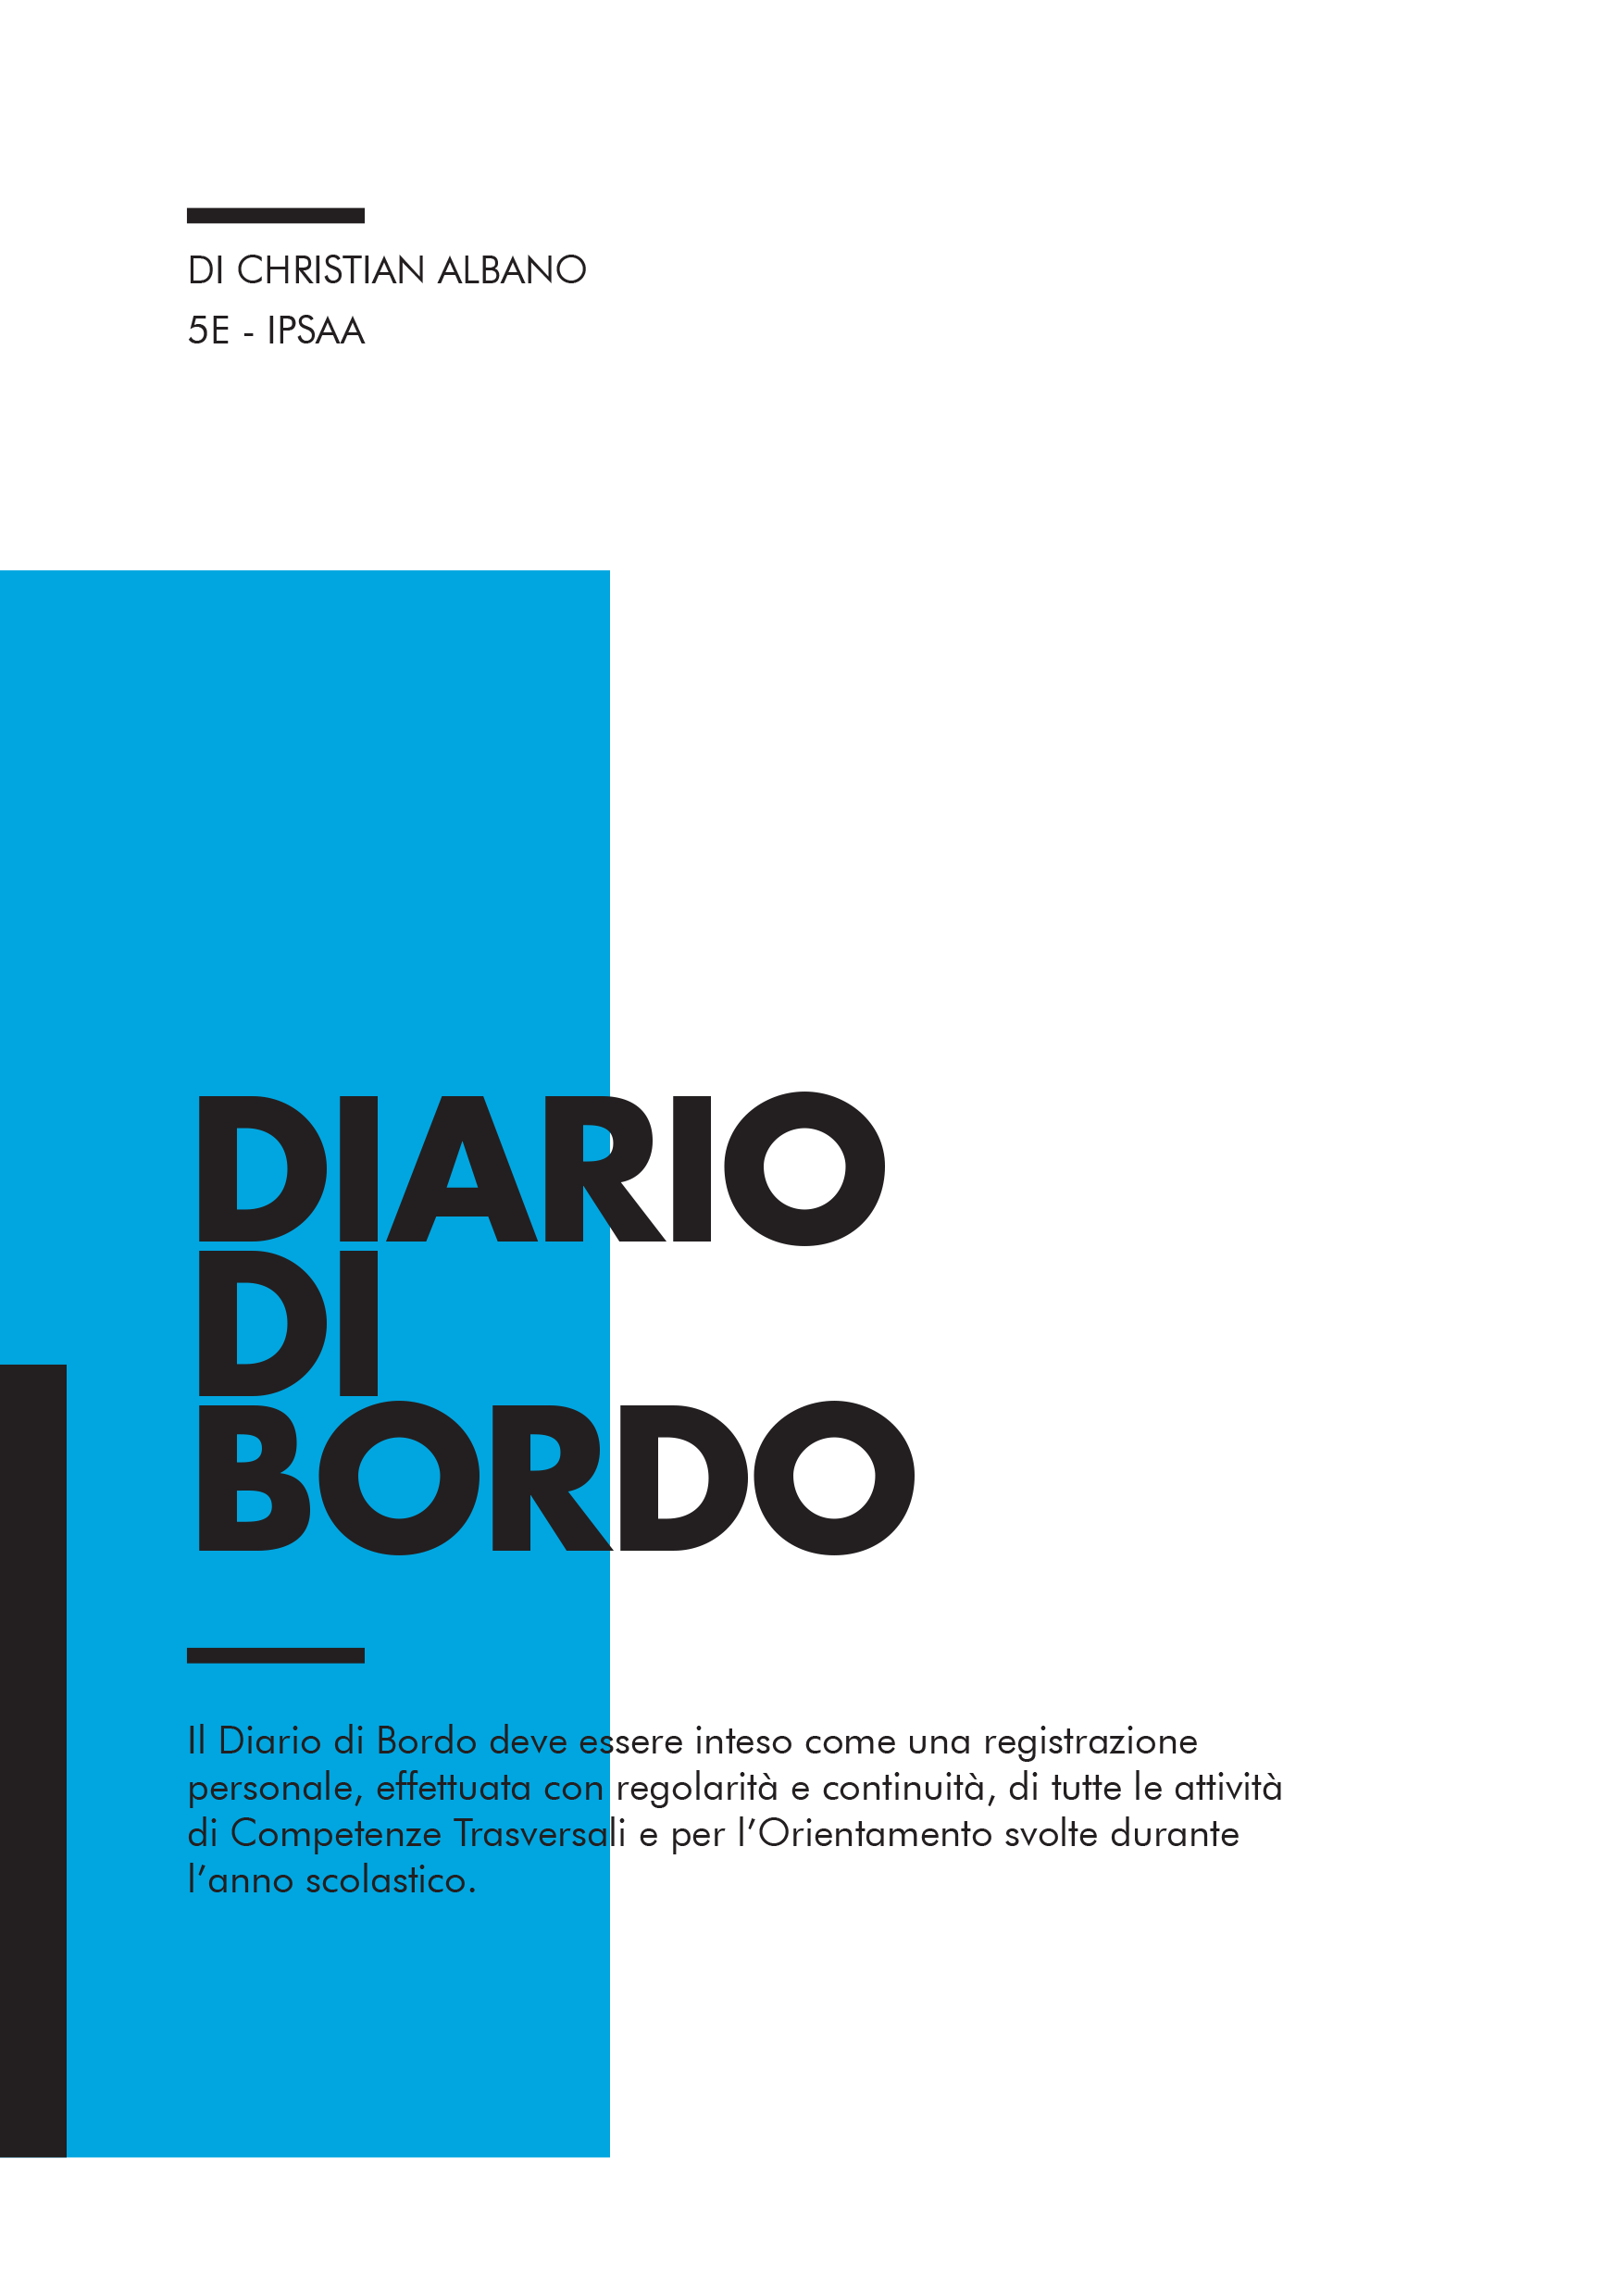 DI CHRISTIAN ALBANO
5E - IPSAA
DIARIO
DI
BORDO
Il Diario di Bordo deve essere inteso come una registrazione
personale, effettuata con regolarità e continuità, di tutte le attività
di Competenze Trasversali e per l’Orientamento svolte durante
l’anno scolastico.